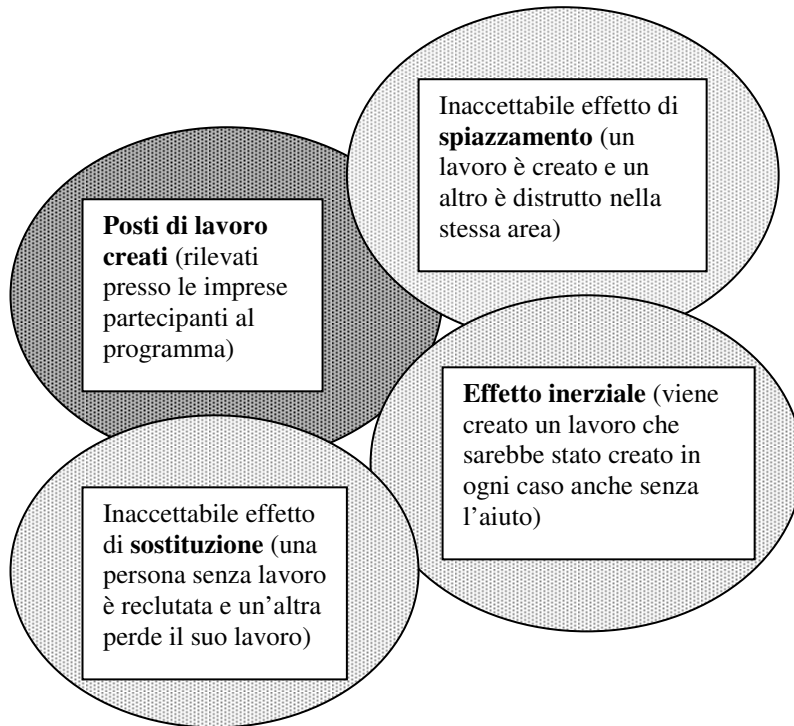 Inaccettabile effetto di
spiazzamento (un
lavoro è creato e un
altro è distrutto nella
stessa area)
Posti di lavoro
creati (rilevati
presso le imprese
partecipanti al
programma)
Effetto inerziale (viene
creato un lavoro che
sarebbe stato creato in
ogni caso anche senza
l'aiuto)
Inaccettabile effetto
di sostituzione (una
persona senza lavoro
è reclutata e un'altra
perde il suo lavoro)